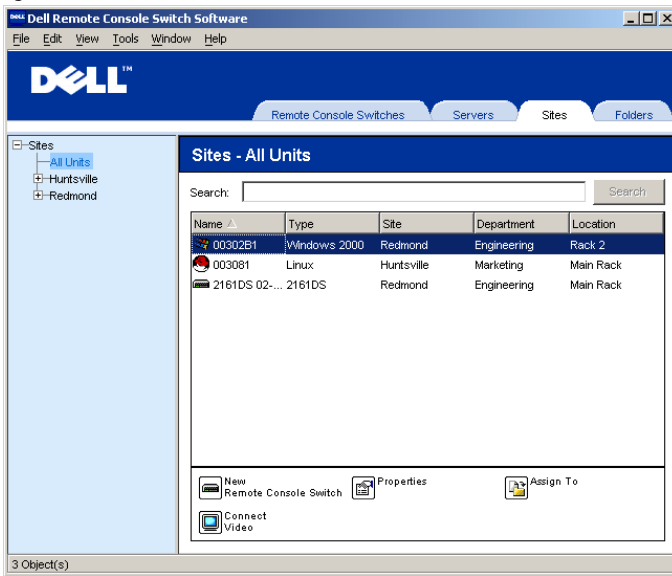 Dell Remote Console Switch Software
File Edit View Tools Window Help
DELL™
Remote Console Switches Servers Sites Folders
Sites
All Units
Huntsville
Redmond
Sites - All Units
Search: Search
Name Type Site Department Location
00302B1 Windows 2000 Redmond Engineering Rack 2
003081 Linux Huntsville Marketing Main Rack
2161DS 02-... 2161DS Redmond Engineering Main Rack
New Remote Console Switch Properties Assign To
Connect Video
3 Object(s)